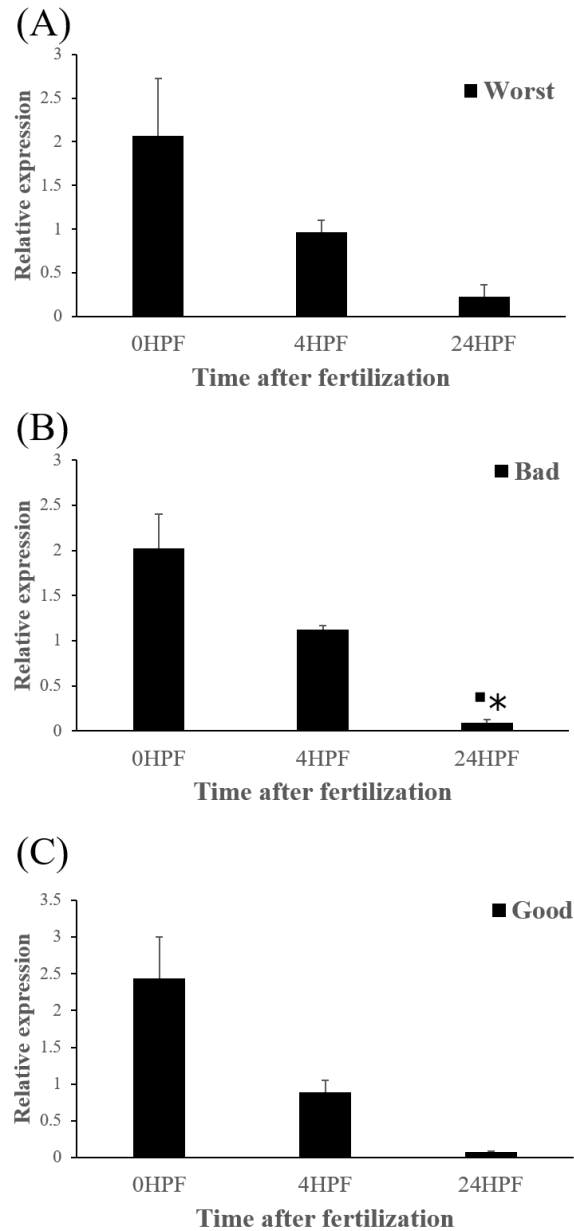 (A)
3
2.5
2
1.5
1
0.5
0
Relative expression
Worst
0HPF 4HPF 24HPF
Time after fertilization
(B)
3
2.5
2
1.5
1
0.5
0
Relative expression
Bad
▪*
0HPF 4HPF 24HPF
Time after fertilization
(C)
3.5
3
2.5
2
1.5
1
0.5
0
Relative expression
Good
0HPF 4HPF 24HPF
Time after fertilization